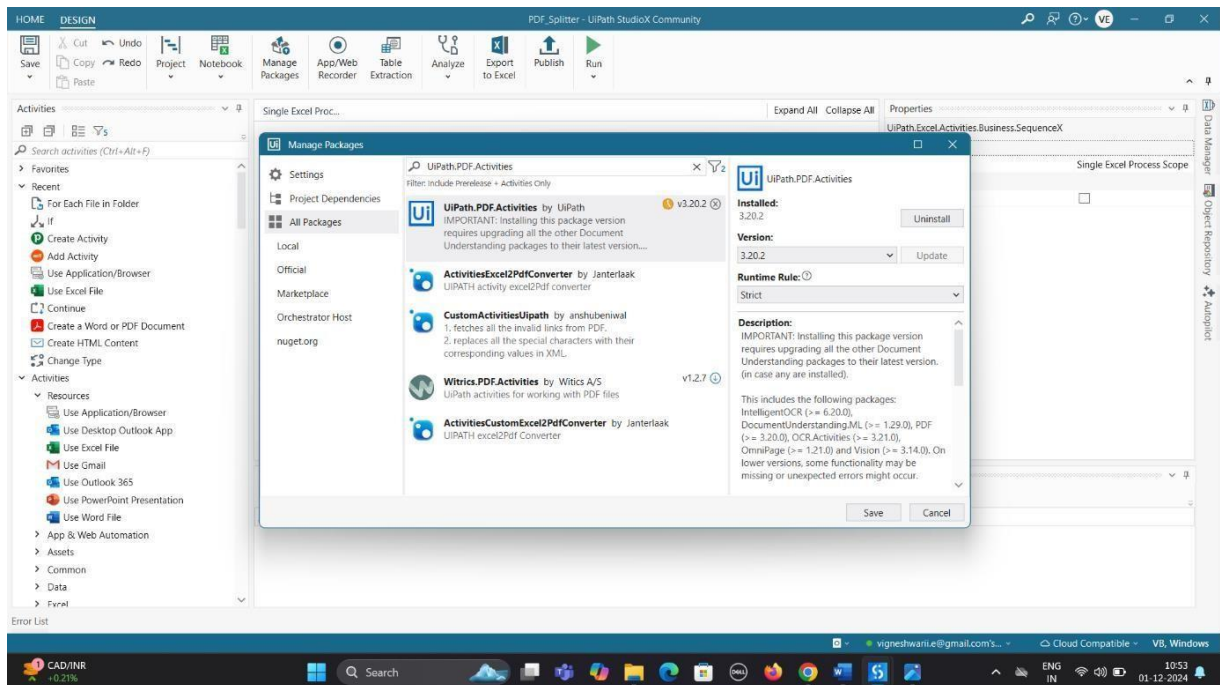 HOME DESIGN
PDF_Splitter - UiPath StudioX Community
VE
Save
Cut
Copy
Paste
Undo
Redo
Project
Notebook
Manage Packages
App/Web Recorder
Table Extraction
Analyze
Export to Excel
Publish
Run
Activities
Search activities (Ctrl+Alt+F)
Favorites
Recent
For Each File in Folder
If
Create Activity
Add Activity
Use Application/Browser
Use Excel File
Continue
Create a Word or PDF Document
Create HTML Content
Change Type
Activities
Resources
Use Application/Browser
Use Desktop Outlook App
Use Excel File
Use Gmail
Use Outlook 365
Use PowerPoint Presentation
Use Word File
App & Web Automation
Assets
Common
Data
Excel
Single Excel Proc...
Expand All Collapse All
Properties
UiPath.Excel.Activities.Business.SequenceX
Single Excel Process Scope
Data Manager
Object Repository
Autopilot
Manage Packages
Settings
Project Dependencies
All Packages
Local
Official
Marketplace
Orchestrator Host
nuget.org
UiPath.PDF.Activities
Filter: Include Prerelease + Activities Only
UiPath.PDF.Activities by UiPath v3.20.2
IMPORTANT: Installing this package version
requires upgrading all the other Document
Understanding packages to their latest version....
ActivitiesExcel2PdfConverter by Janterlaak
UiPATH activity excel2Pdf converter
CustomActivitiesUipath by anshubeniwal
1. fetches all the invalid links from PDF.
2. replaces all the special characters with their
corresponding values in XML.
Witrics.PDF.Activities by Witics A/S v1.2.7
UiPath activities for working with PDF files
ActivitiesCustomExcel2PdfConverter by Janterlaak
UiPATH excel2Pdf Converter
Ui UiPath.PDF.Activities
Installed:
3.20.2 Uninstall
Version:
3.20.2 Update
Runtime Rule:
Strict
Description:
IMPORTANT: Installing this package version
requires upgrading all the other Document
Understanding packages to their latest version.
(in case any are installed).
This includes the following packages:
IntelligentOCR (>= 6.20.0),
DocumentUnderstanding.ML (>= 1.29.0), PDF
(>= 3.20.0), OCR.Activities (>= 3.21.0),
OmniPage (>= 1.21.0) and Vision (>= 3.14.0). On
lower versions, some functionality may be
missing or unexpected errors might occur.
Save Cancel
Error List
vigneshwarii.e@gmail.com's...
Cloud Compatible
VB, Windows
CAD/INR
+0.21%
Search
ENG
IN
10:53
01-12-2024